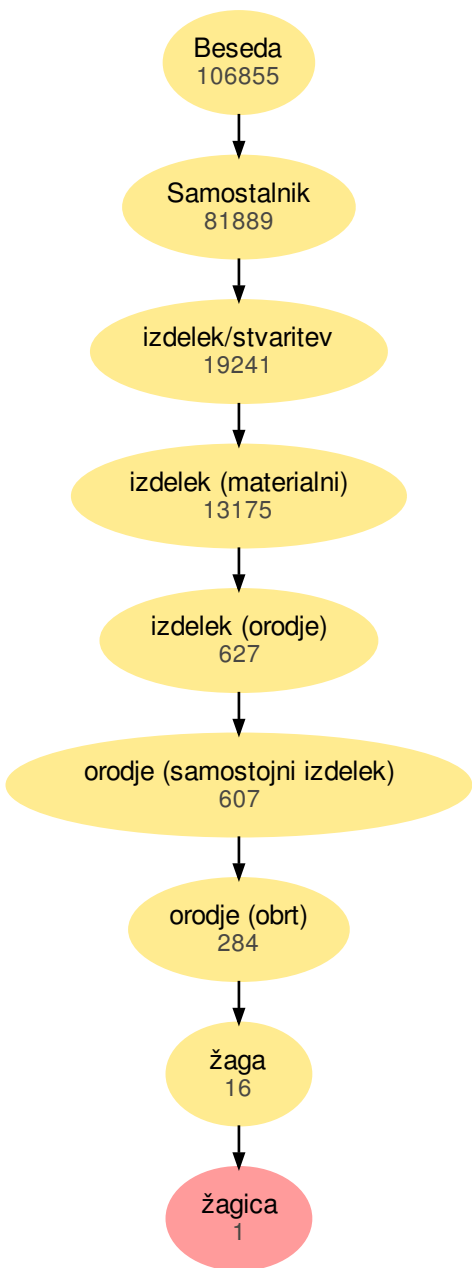 Beseda
106855
Samostalnik
81889
izdelek/stvaritev
19241
izdelek (materialni)
13175
izdelek (orodje)
627
orodje (samostojni izdelek)
607
orodje (obrt)
284
žaga
16
žagica
1